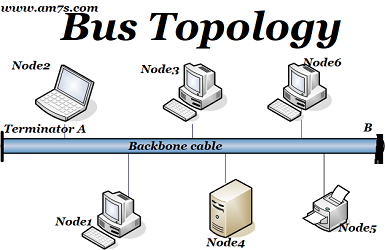 www.am7s.com
Bus Topology
Node2
Node3
Node6
Terminator A
B
Backbone cable
Node1
Node4
Node5